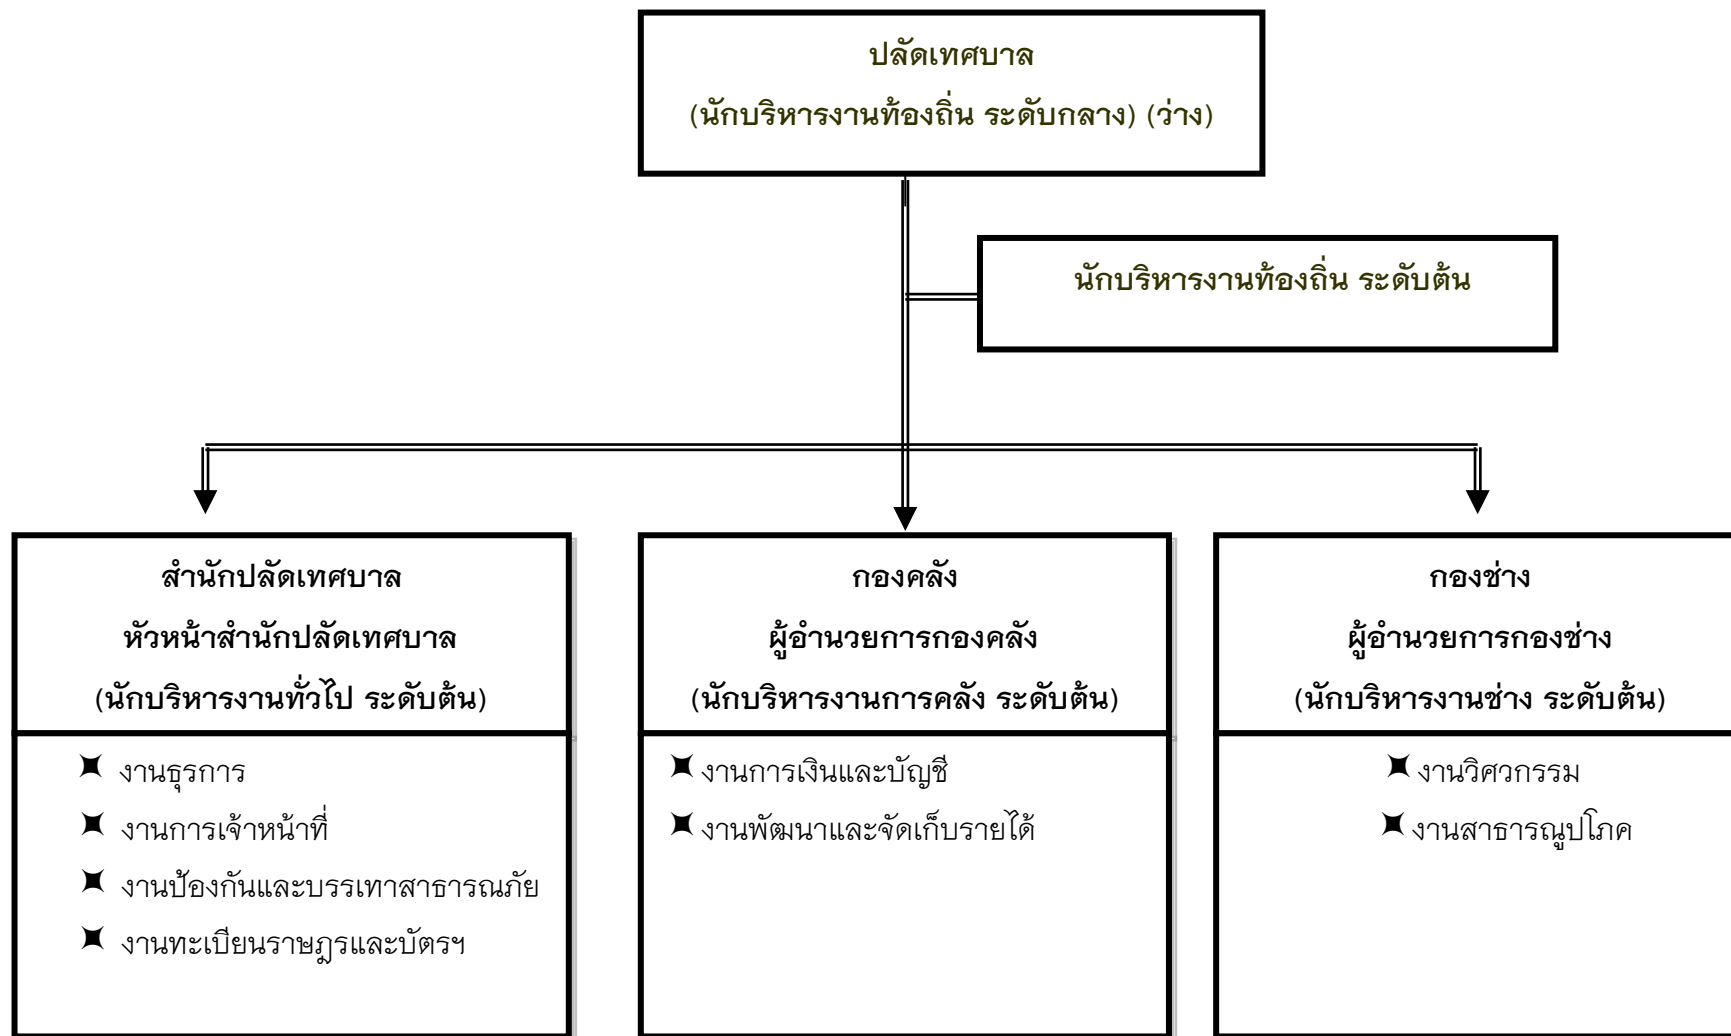 ปลัดเทศบาล
(นักบริหารงานท้องถิ่น ระดับกลาง) (ว่าง)
นักบริหารงานท้องถิ่น ระดับต้น
สำนักปลัดเทศบาล
หัวหน้าสำนักปลัดเทศบาล
(นักบริหารงานทั่วไป ระดับต้น)
งานธุรการ
งานการเจ้าหน้าที่
งานป้องกันและบรรเทาสาธารณภัย
งานทะเบียนราษฎรและบัตรฯ
กองคลัง
ผู้อำนวยการกองคลัง
(นักบริหารงานการคลัง ระดับต้น)
งานการเงินและบัญชี
งานพัฒนาและจัดเก็บรายได้
กองช่าง
ผู้อำนวยการกองช่าง
(นักบริหารงานช่าง ระดับต้น)
งานวิศวกรรม
งานสาธารณูปโภค